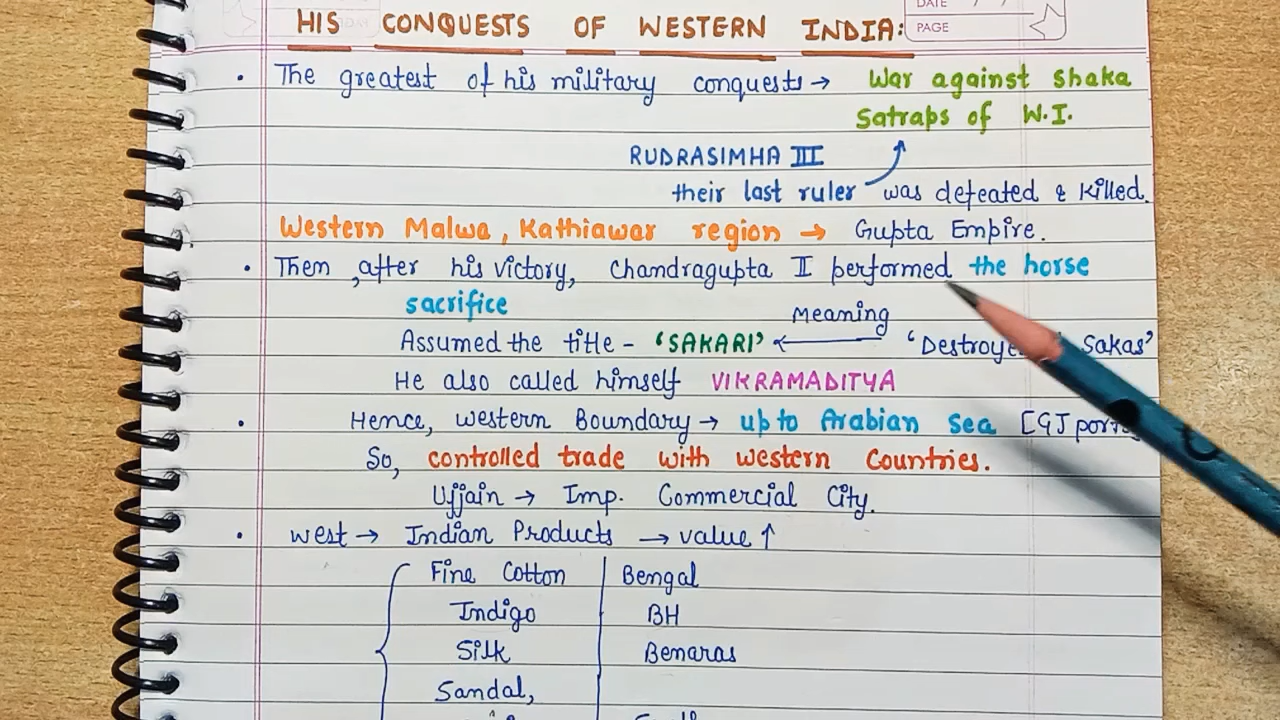 DATE
PAGE
HIS CONQUESTS OF WESTERN INDIA:
• The greatest of his military conquests → War against Shaka
Satraps of W.I.
RUDRASIMHA III
their last ruler was defeated & killed.
Western Malwa, Kathiawar region → Gupta Empire.
• Then, after his victory, Chandragupta II performed the horse
sacrifice
Meaning
Assumed the title - 'SAKARI' ← 'Destroye Sakas'
He also called himself VIKRAMADITYA
• Hence, western Boundary → up to Arabian Sea [GJ
So, controlled trade with western Countries.
Ujjain → Imp. Commercial City.
• west → Indian Products → value ↑
Fine Cotton | Bengal
Indigo | BH
Silk | Benaras
Sandal,